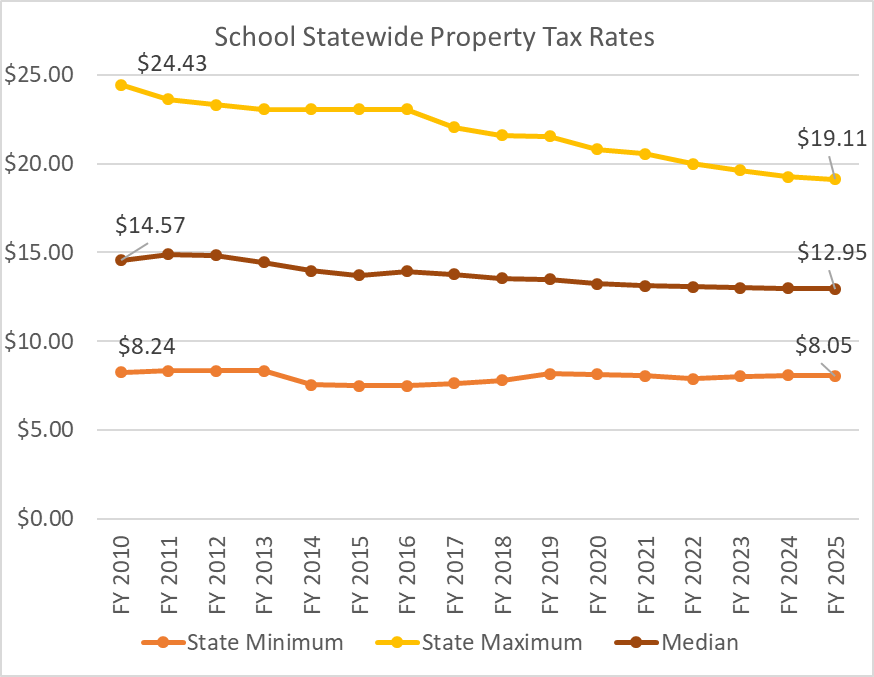 School Statewide Property Tax Rates
$24.43
$25.00
$19.11
$20.00
$14.57
$15.00
$12.95
$10.00
$8.24
$8.05
$5.00
$0.00
FY 2010
FY 2011
FY 2012
FY 2013
FY 2014
FY 2015
FY 2016
FY 2017
FY 2018
FY 2019
FY 2020
FY 2021
FY 2022
FY 2023
FY 2024
FY 2025
State Minimum
State Maximum
Median